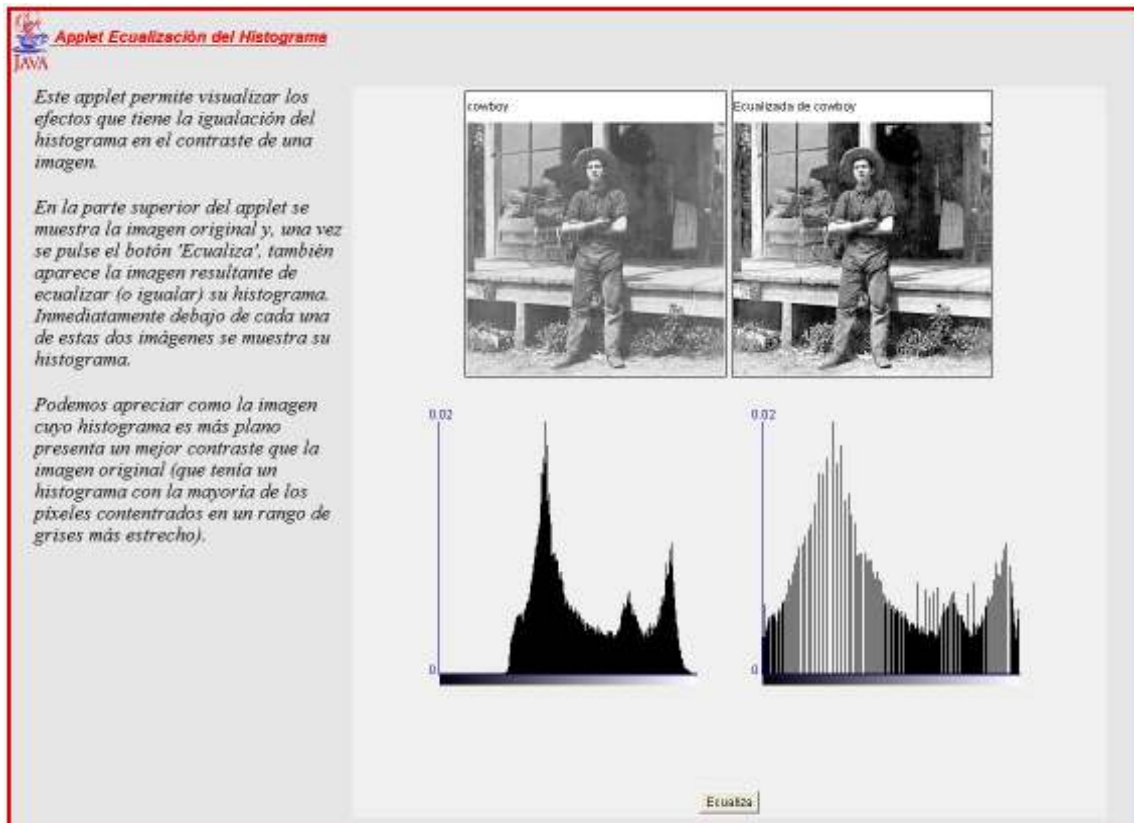 Applet Ecualización del Histograma
JAVA
Este applet permite visualizar los
efectos que tiene la igualación del
histograma en el contraste de una
imagen.
En la parte superior del applet se
muestra la imagen original y, una vez
se pulse el botón 'Ecualiza', también
aparece la imagen resultante de
ecualizar (o igualar) su histograma.
Inmediatamente debajo de cada una
de estas dos imágenes se muestra su
histograma.
Podemos apreciar como la imagen
cuyo histograma es más plano
presenta un mejor contraste que la
imagen original (que tenía un
histograma con la mayoría de los
píxeles contentrados en un rango de
grises más estrecho).
cowboy
Ecualizada de cowboy
0.02
0
0.02
0
Ecualiza